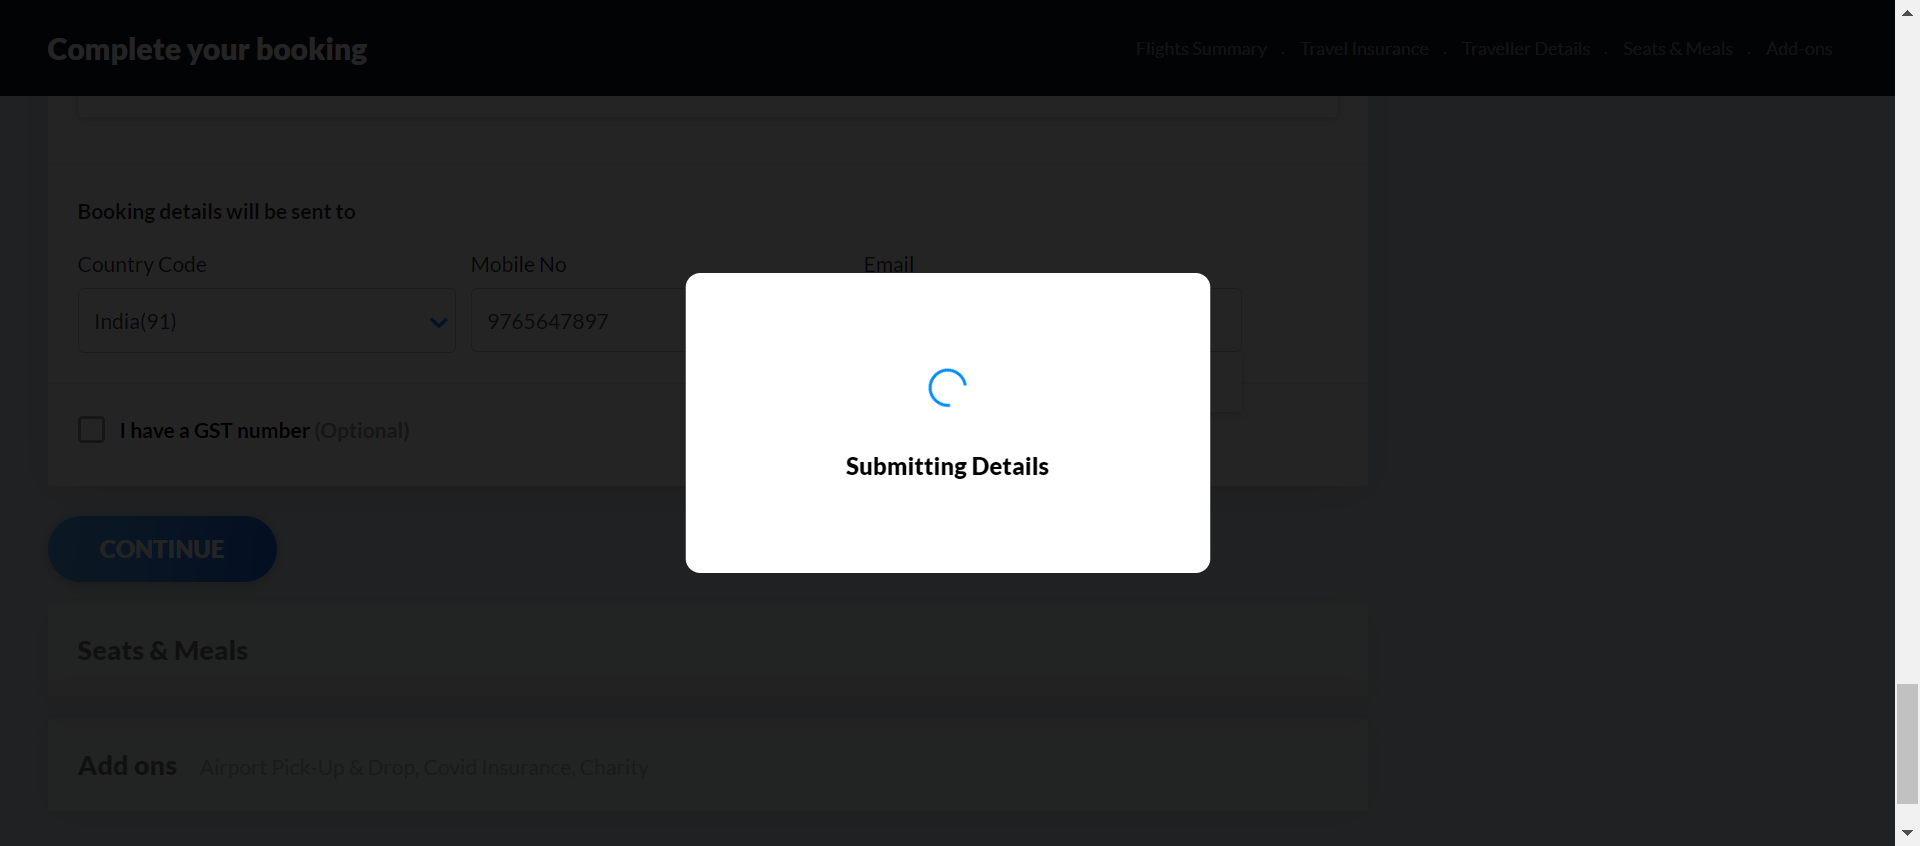 Complete your booking
Flights Summary . Travel Insurance . Traveller Details . Seats & Meals . Add-ons
Booking details will be sent to
Country Code Mobile No Email
India(91) 9765647897
I have a GST number (Optional)
Submitting Details
CONTINUE
Seats & Meals
Add ons Airport Pick-Up & Drop, Covid Insurance, Charity